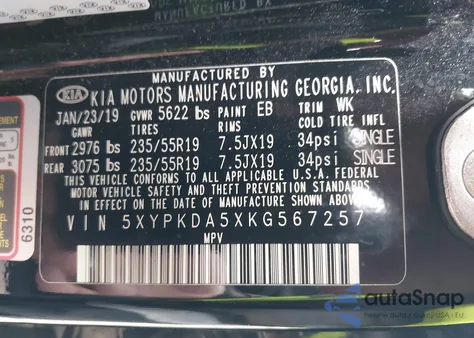 MANUFACTURED BY
KIA KIA MOTORS MANUFACTURING GEORGIA, INC.
JAN/23/19 GVWR 5622 lbs PAINT EB TRIM WK
GAWR TIRES RIMS COLD TIRE INFL
FRONT 2976 lbs 235/55R19 7.5JX19 34psi SINGLE
REAR 3075 lbs 235/55R19 7.5JX19 34psi SINGLE
THIS VEHICLE CONFORMS TO ALL APPLICABLE U.S.A. FEDERAL
MOTOR VEHICLE SAFETY AND THEFT PREVENTION STANDARDS
IN EFFECT ON THE DATE OF MANUFACTURE SHOWN ABOVE.
VIN 5XYPKDA5XKG567257
MPV
6310
autaSnap